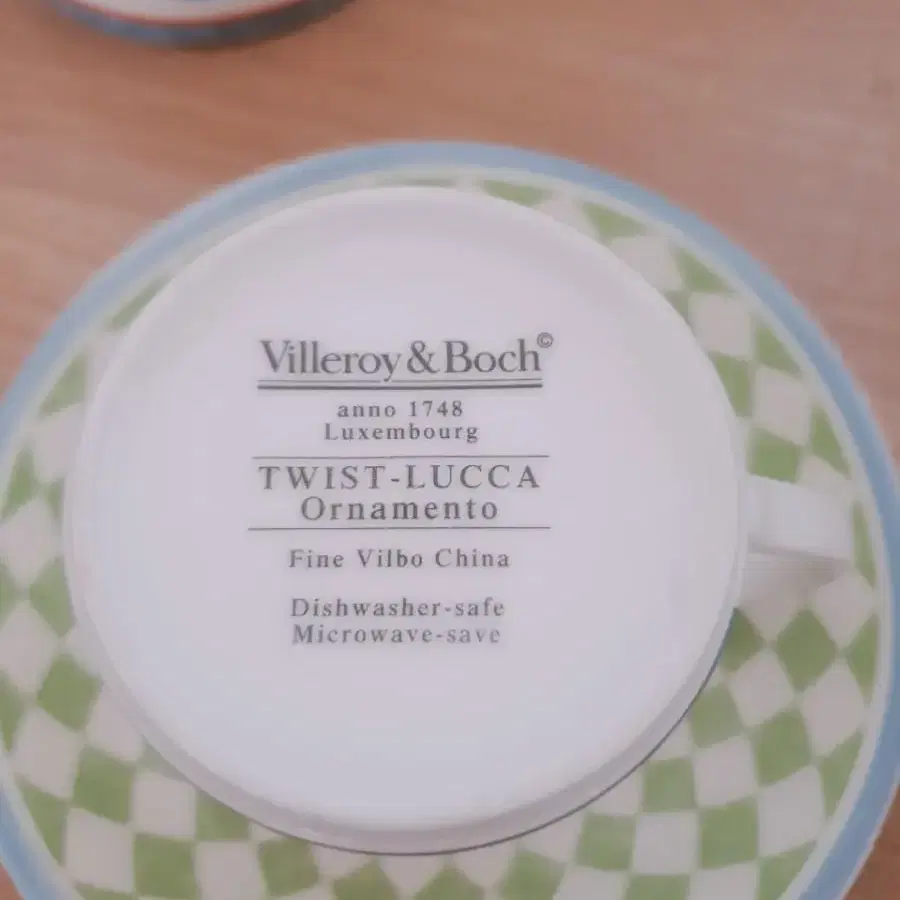 Villeroy & Boch©
anno 1748
Luxembourg
TWIST-LUCCA
Ornamento
Fine Vilbo China
Dishwasher-safe
Microwave-save